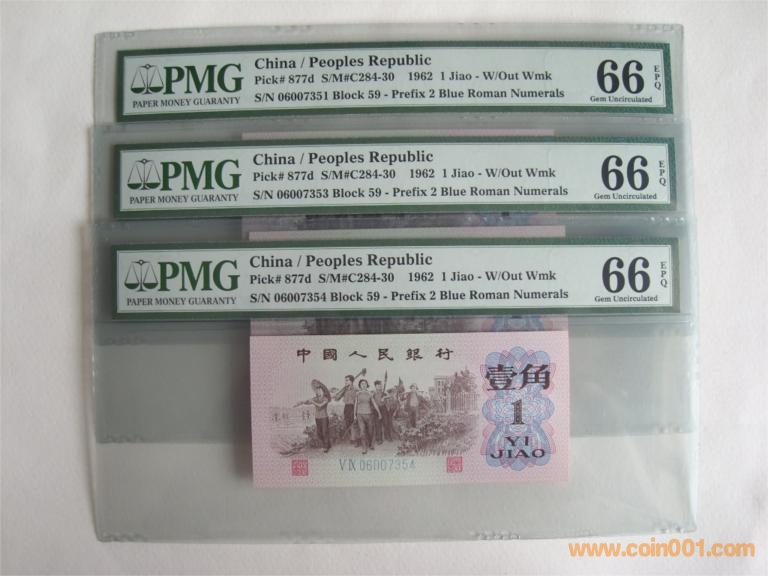 PMG
PAPER MONEY GUARANTY
China / Peoples Republic
Pick# 877d S/M#C284-30 1962 1 Jiao - W/Out Wmk
S/N 06007351 Block 59 - Prefix 2 Blue Roman Numerals
66
EPQ
Gem Uncirculated
PMG
PAPER MONEY GUARANTY
China / Peoples Republic
Pick# 877d S/M#C284-30 1962 1 Jiao - W/Out Wmk
S/N 06007353 Block 59 - Prefix 2 Blue Roman Numerals
66
EPQ
Gem Uncirculated
PMG
PAPER MONEY GUARANTY
China / Peoples Republic
Pick# 877d S/M#C284-30 1962 1 Jiao - W/Out Wmk
S/N 06007354 Block 59 - Prefix 2 Blue Roman Numerals
66
EPQ
Gem Uncirculated
中國人民銀行
壹角
1
YI
JIAO
V IX 06007354
www.coin001.com